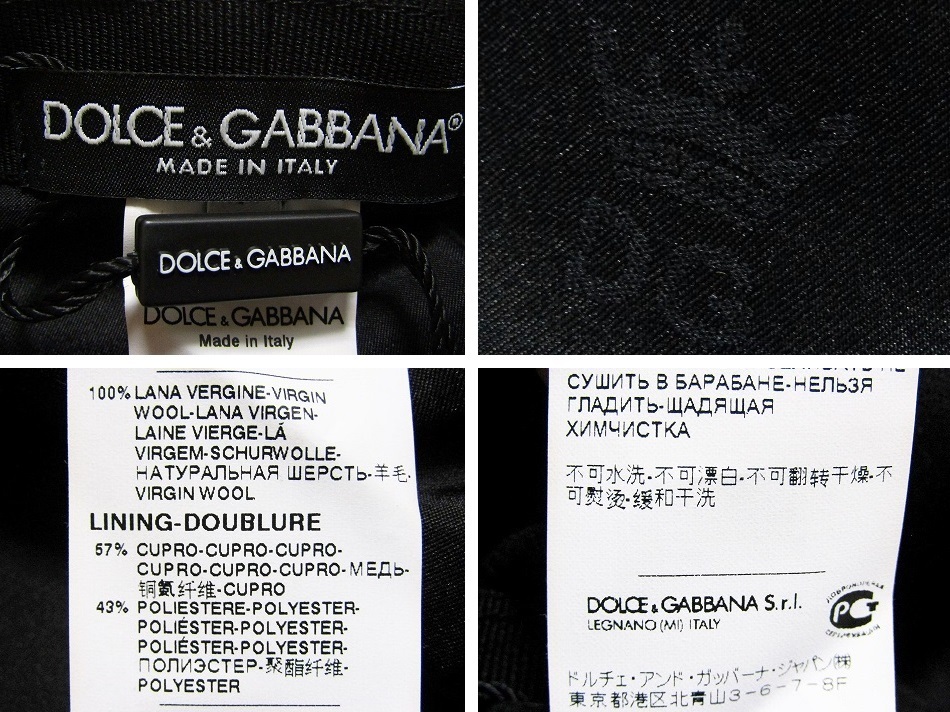 DOLCE & GABBANA®
MADE IN ITALY
DOLCE & GABBANA
DOLCE & GABBANA
Made in Italy
100% LANA VERGINE-VIRGIN
WOOL-LANA VIRGEN-
LAINE VIERGE-LÁ
VIRGEM-SCHURWOLLE-
НАТУРАЛЬНАЯ ШЕРСТЬ-羊毛-
VIRGIN WOOL
LINING-DOUBLURE
57% CUPRO-CUPRO-CUPRO-
CUPRO-CUPRO-CUPRO-МЕДЬ-
铜氨纤维-CUPRO
43% POLIESTERE-POLYESTER-
POLIÉSTER-POLYESTER-
POLIÉSTER-POLYESTER-
ПОЛИЭСТЕР-聚酯纤维-
POLYESTER
СУШИТЬ В БАРАБАНЕ-НЕЛЬЗЯ
ГЛАДИТЬ-ЩАДЯЩАЯ
ХИМЧИСТКА
不可水洗-不可漂白-不可翻转干燥-不
可熨烫-缓和干洗
DOLCE & GABBANA S.r.l.
LEGNANO (MI) ITALY
РСТ
ドルチェ・アンド・ガッバーナ・ジャパン㈱
東京都港区北青山3-6-7-8F